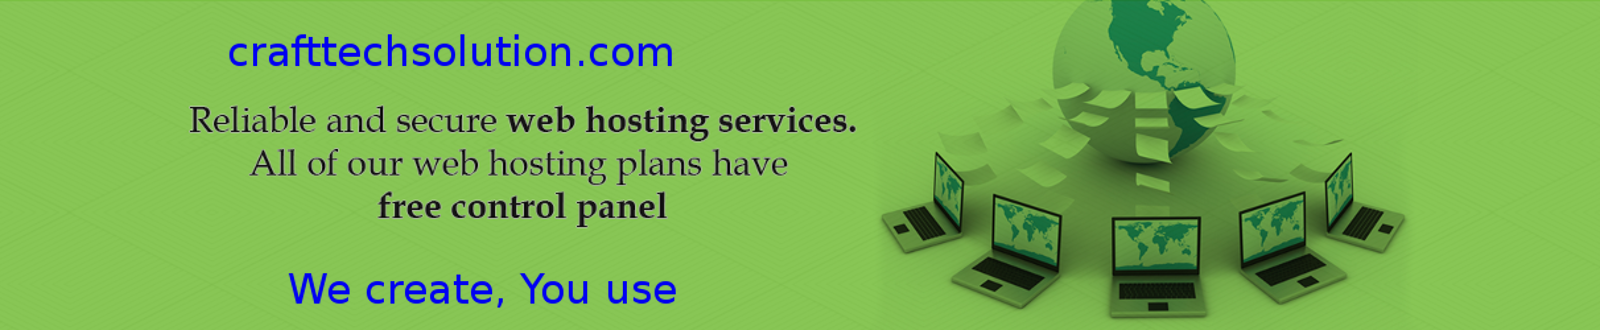 crafttechsolution.com
Reliable and secure web hosting services.
All of our web hosting plans have
free control panel
We create, You use